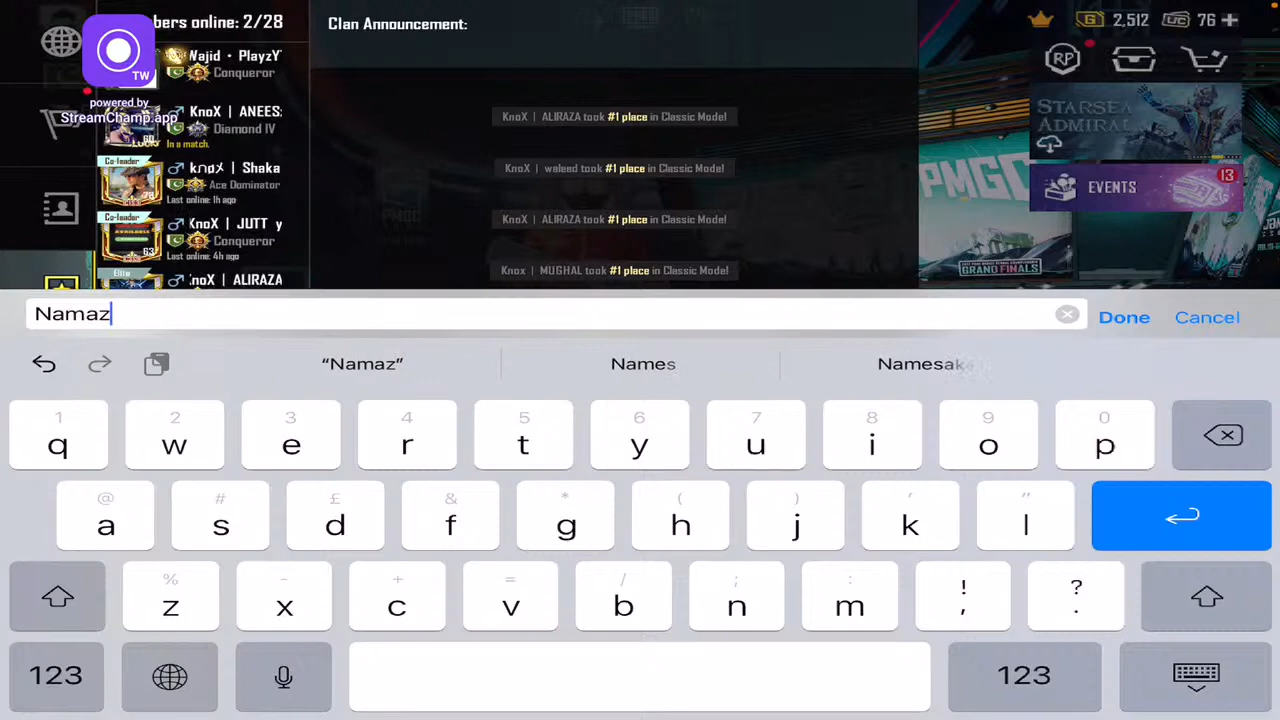 bers online: 2/28
Clan Announcement:
2,512
UC
76 +
TW
powered by
StreamChamp.app
Wajid • PlayzY
Conqueror
KnoX | ANEES:
Diamond IV
In a match.
Co-leader
knox | Shaka
Ace Dominator
Last online: 1h ago
Co-leader
KnoX | JUTT y
Conqueror
63
Last online: 4h ago
Elite
KnoX | ALIRAZA
KnoX | ALIRAZA took #1 place in Classic Mode!
KnoX | waleed took #1 place in Classic Mode!
KnoX | ALIRAZA took #1 place in Classic Mode!
Knox | MUGHAL took #1 place in Classic Mode!
RP
STARSEA
ADMIRAL
EVENTS
13
PMGC
GRAND FINALS
Namaz
Done
Cancel
“Namaz”
Names
Namesake
1 2 3 4 5 6 7 8 9 0
q w e r t y u i o p
@ # £ & * ( ) ' "
a s d f g h j k l
% - + = / ; : ! ?
z x c v b n m , .
123
123